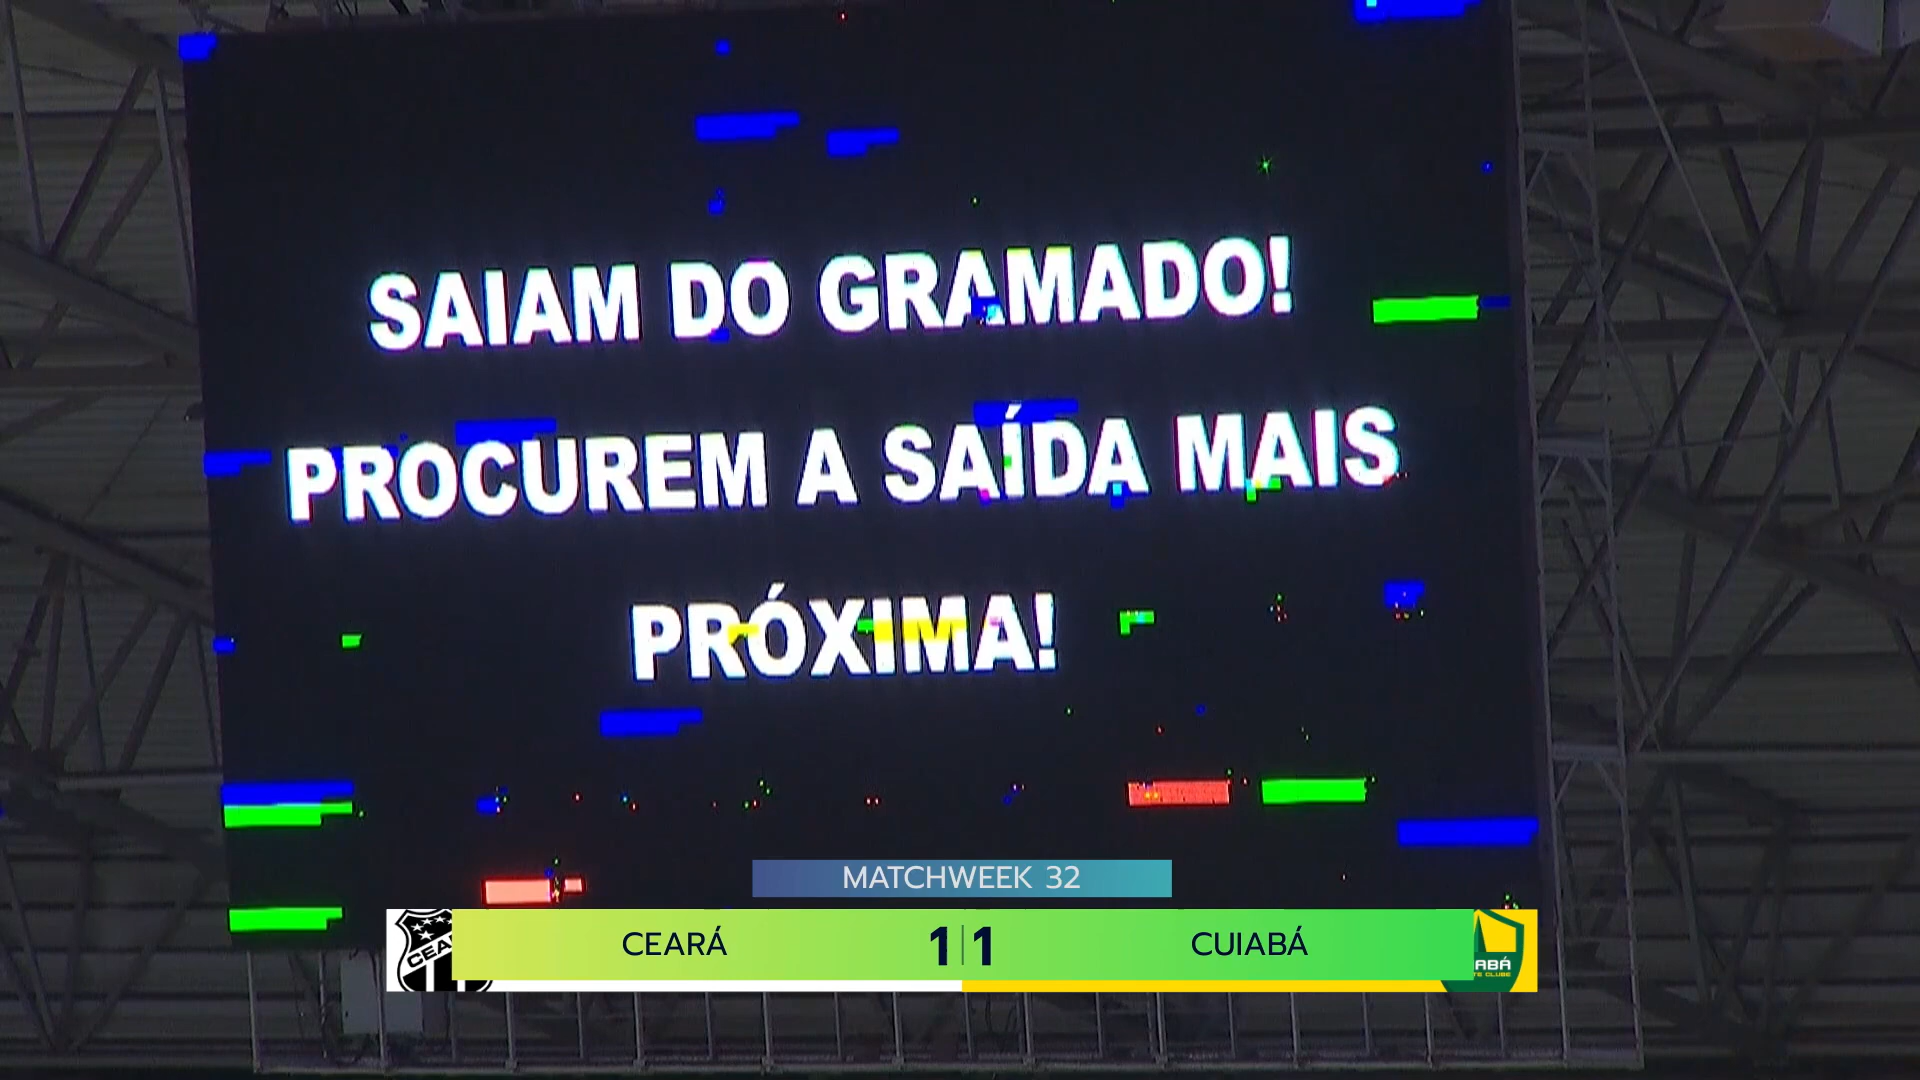 SAIAM DO GRAMADO!
PROCUREM A SAÍDA MAIS
PRÓXIMA!
MATCHWEEK 32
CEARÁ 1 1 CUIABÁ